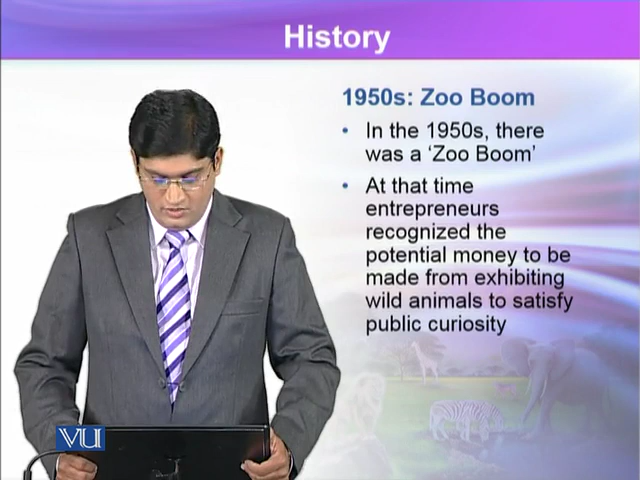 History
1950s: Zoo Boom
• In the 1950s, there
was a ‘Zoo Boom’
• At that time
entrepreneurs
recognized the
potential money to be
made from exhibiting
wild animals to satisfy
public curiosity
VU